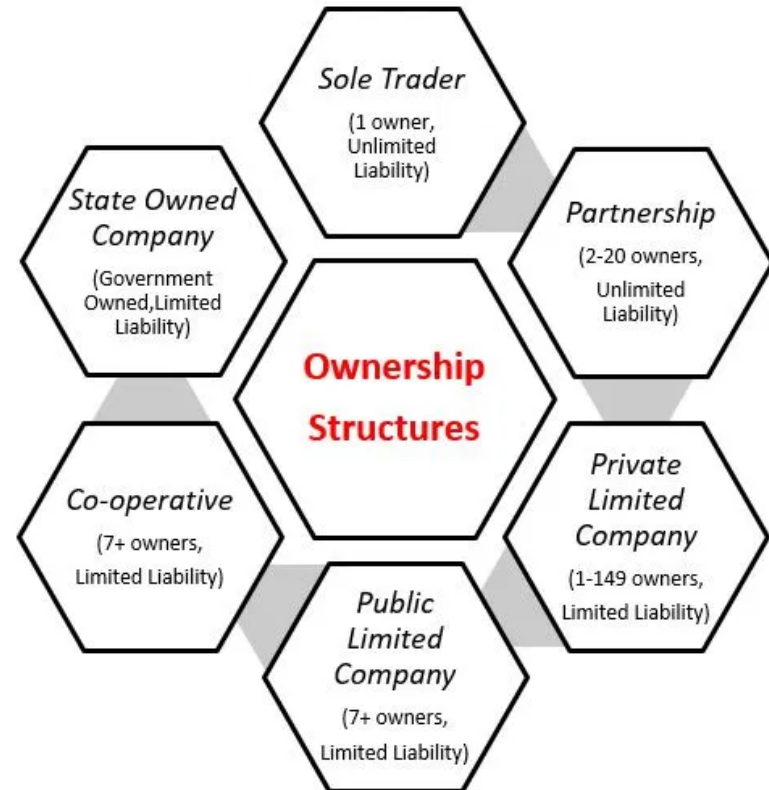 Sole Trader
(1 owner,
Unlimited
Liability)
Partnership
(2-20 owners,
Unlimited
Liability)
Private
Limited
Company
(1-149 owners,
Limited Liability)
Public
Limited
Company
(7+ owners,
Limited Liability)
Co-operative
(7+ owners,
Limited Liability)
State Owned
Company
(Government
Owned,Limited
Liability)
Ownership
Structures